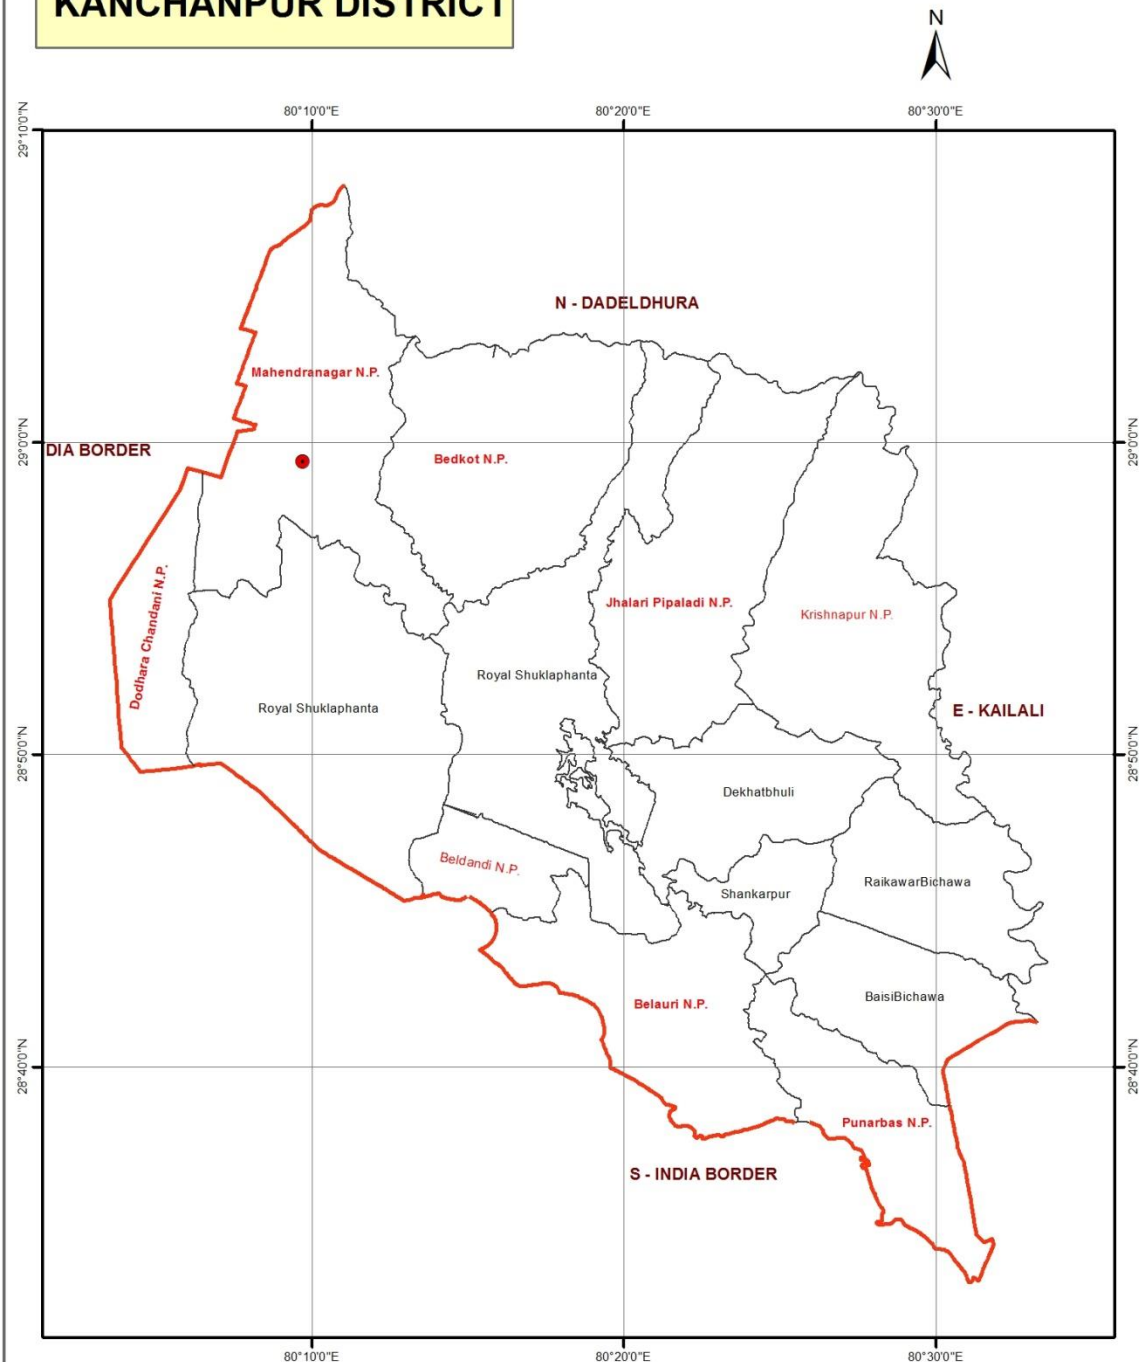 KANCHANPUR DISTRICT
N
80°10'0"E
80°20'0"E
80°30'0"E
29°10'0"N
N - DADELDHURA
Mahendranagar N.P.
29°0'0"N
29°0'0"N
DIA BORDER
Bedkot N.P.
Dodhara Chandani N.P.
Jhalari Pipaladi N.P.
Krishnapur N.P.
Royal Shuklaphanta
Royal Shuklaphanta
E - KAILALI
28°50'0"N
28°50'0"N
Dekhatbhuli
Beldandi N.P.
Shankarpur
RaikawarBichawa
BaisiBichawa
Belauri N.P.
28°40'0"N
28°40'0"N
Punarbas N.P.
S - INDIA BORDER
80°10'0"E
80°20'0"E
80°30'0"E